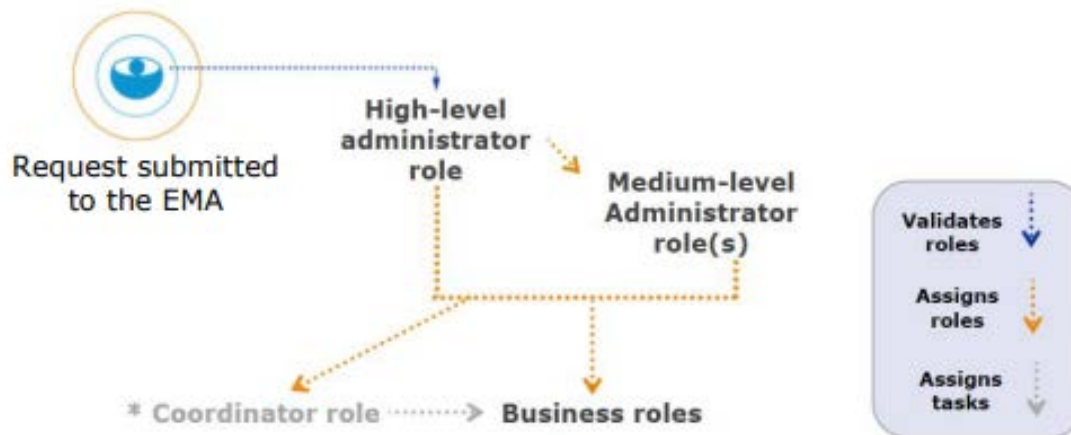 Request submitted
to the EMA
High-level
administrator
role
Medium-level
Administrator
role(s)
* Coordinator role
Business roles
Validates
roles
Assigns
roles
Assigns
tasks